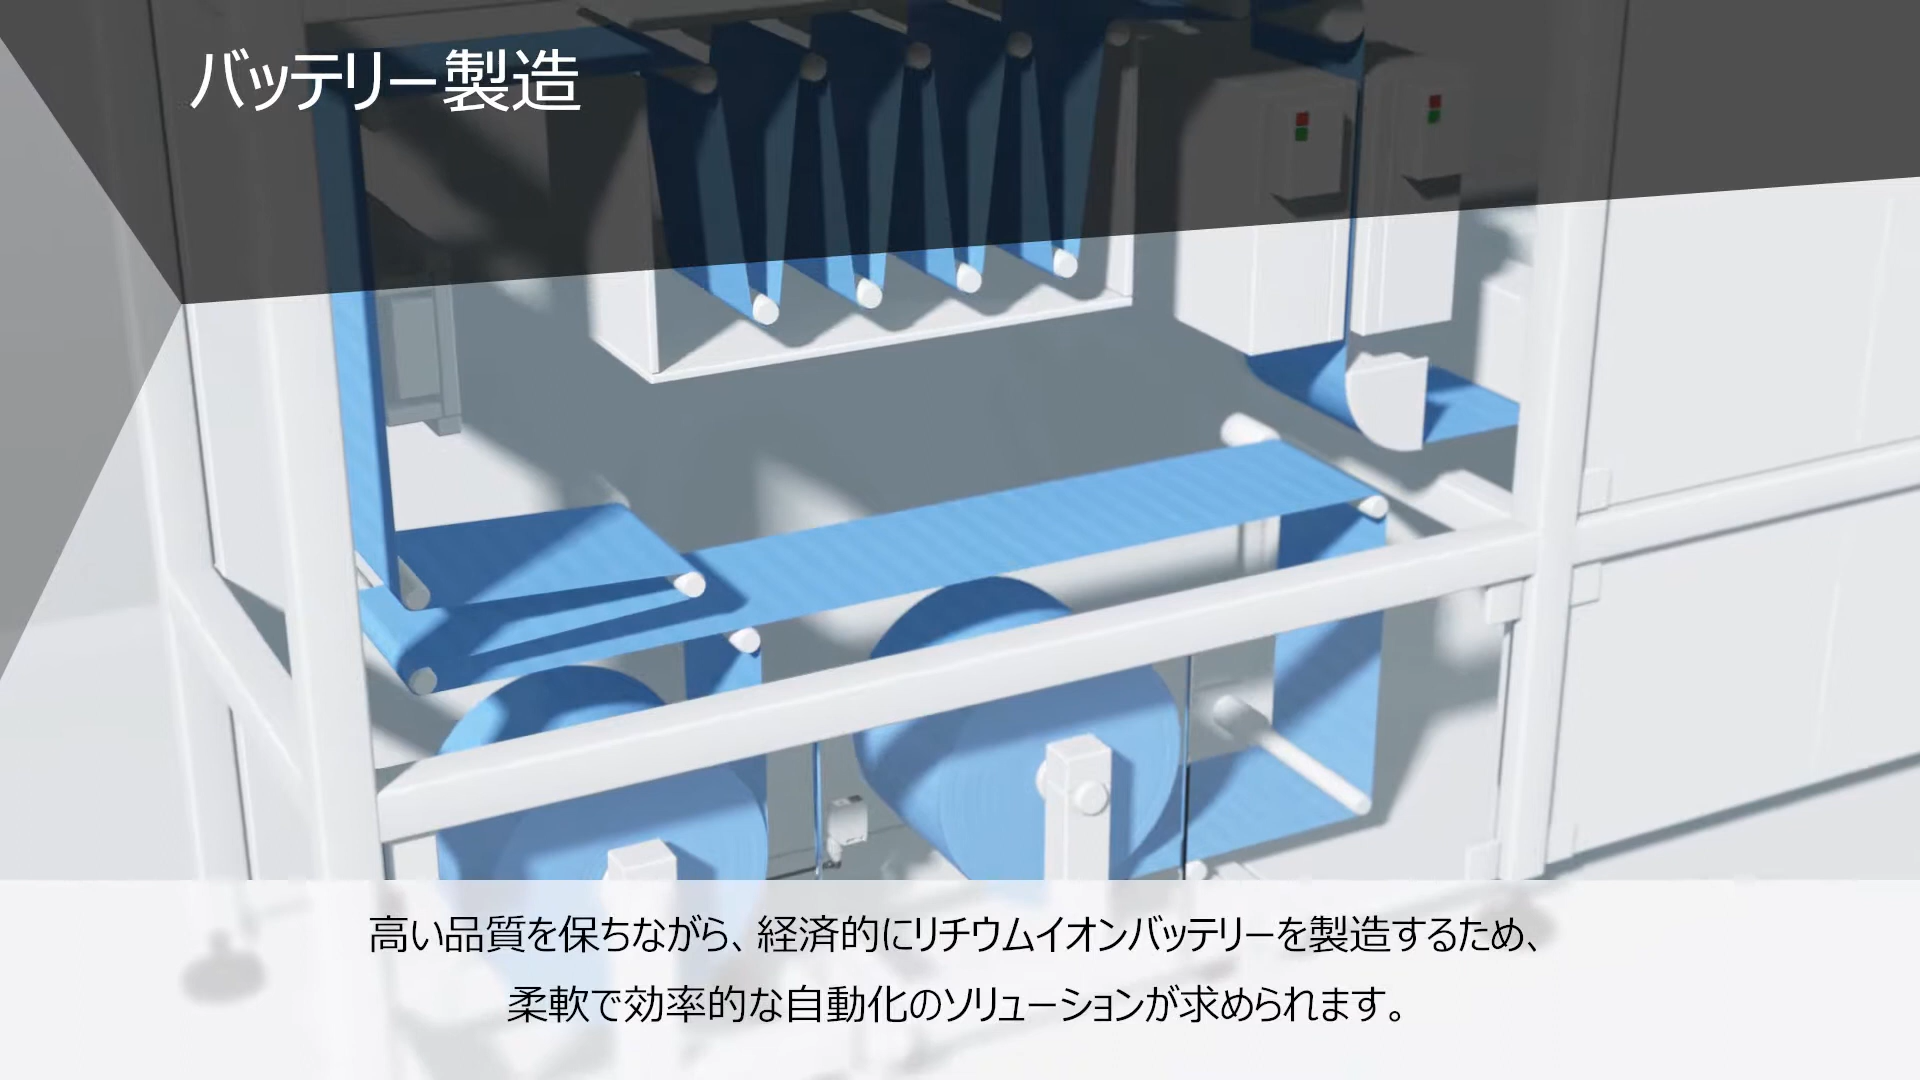 バッテリー製造
高い品質を保ちながら、経済的にリチウムイオンバッテリーを製造するため、
柔軟で効率的な自動化のソリューションが求められます。